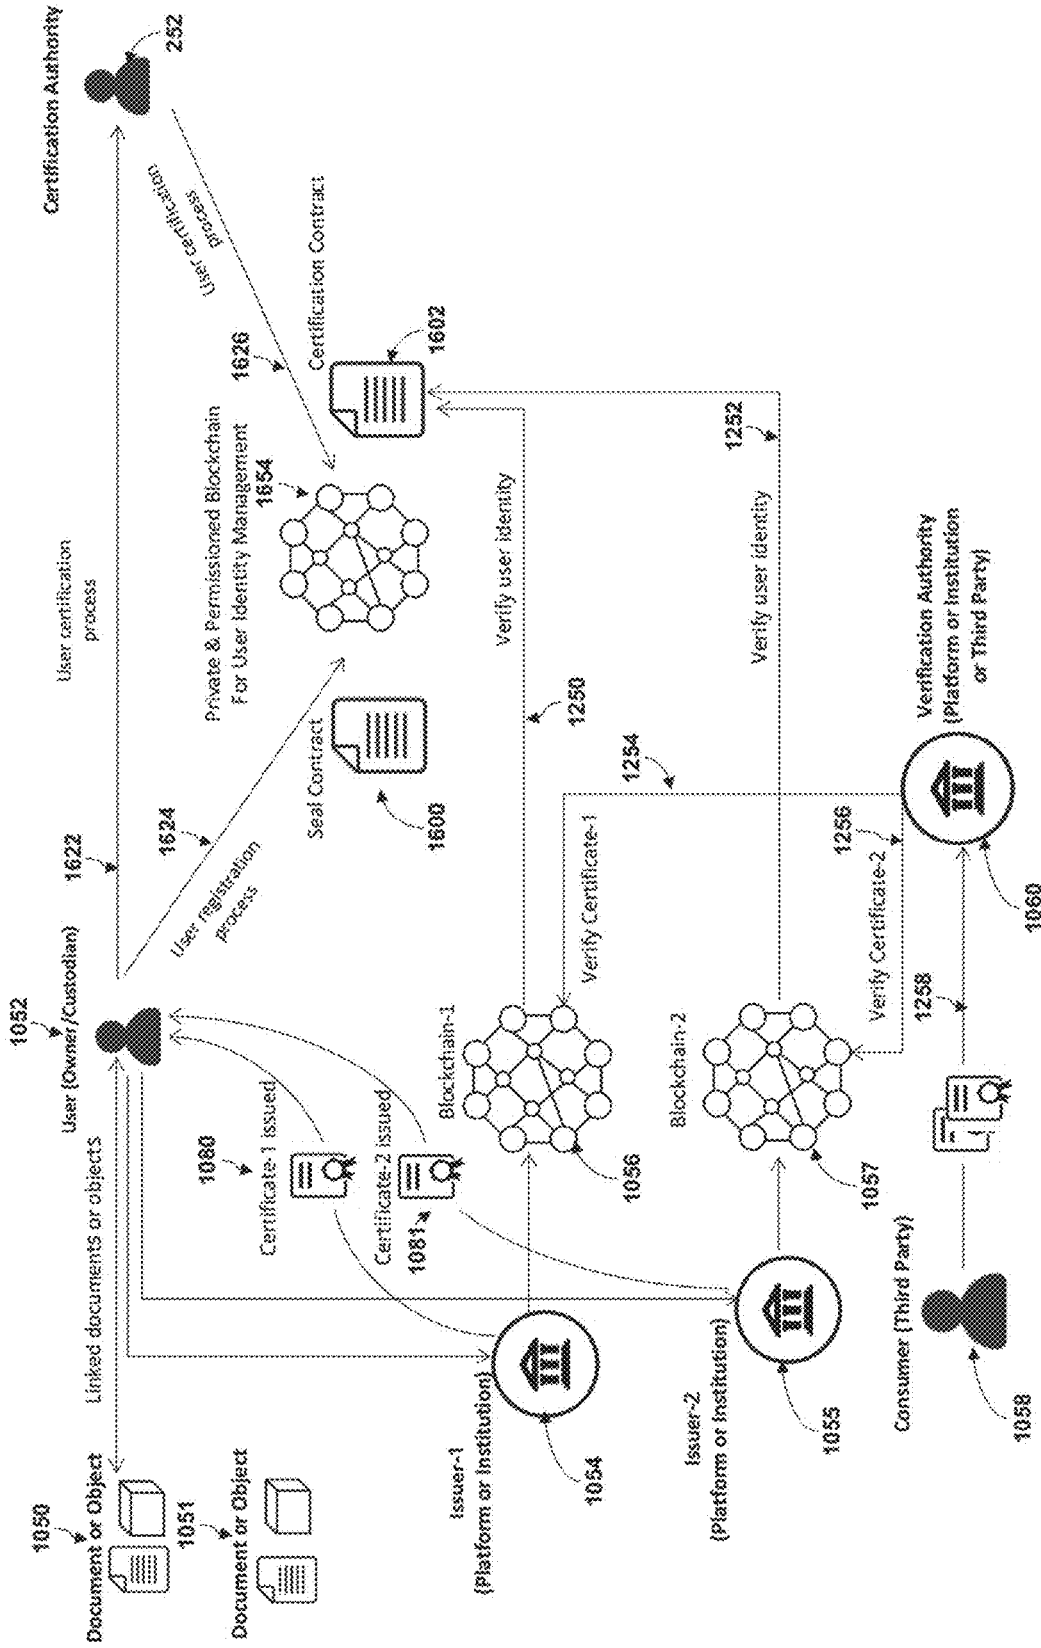 1050
Document or Object
1051
Document or Object
Linked documents or objects
1052
User (Owner/Custodian)
1622
User certification
process
Certification Authority
252
User certification
process
1626
1624
User registration
process
Private & Permissioned Blockchain
For User Identity Management
1654
Seal Contract
1600
Certification Contract
1602
1080
Certificate-1 issued
Certificate-2 issued
1081
Issuer-1
(Platform or Institution)
1054
Blockchain-1
1056
Verify user identity
1250
Verify Certificate-1
1254
Issuer-2
(Platform or Institution)
1055
Blockchain-2
1057
Verify user identity
1252
Verify Certificate-2
1256
Consumer (Third Party)
1058
1258
Verification Authority
(Platform or Institution
or Third Party)
1060